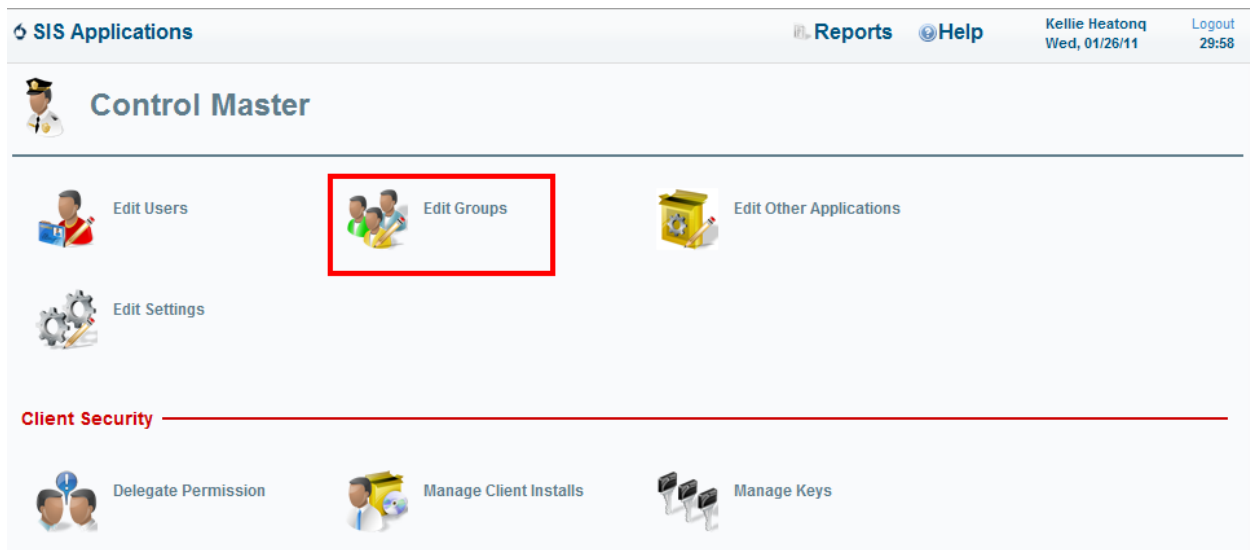 SIS Applications Reports Help Kellie Heatonq Logout
Wed, 01/26/11 29:58
Control Master
Edit Users Edit Groups Edit Other Applications
Edit Settings
Client Security
Delegate Permission Manage Client Installs Manage Keys